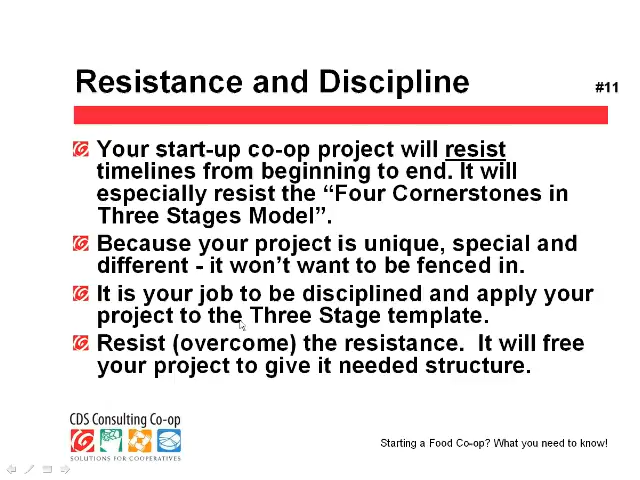 Resistance and Discipline
#11
Your start-up co-op project will resist
timelines from beginning to end. It will
especially resist the “Four Cornerstones in
Three Stages Model”.
Because your project is unique, special and
different - it won’t want to be fenced in.
It is your job to be disciplined and apply your
project to the Three Stage template.
Resist (overcome) the resistance.  It will free
your project to give it needed structure.
CDS Consulting Co-op
SOLUTIONS FOR COOPERATIVES
Starting a Food Co-op? What you need to know!